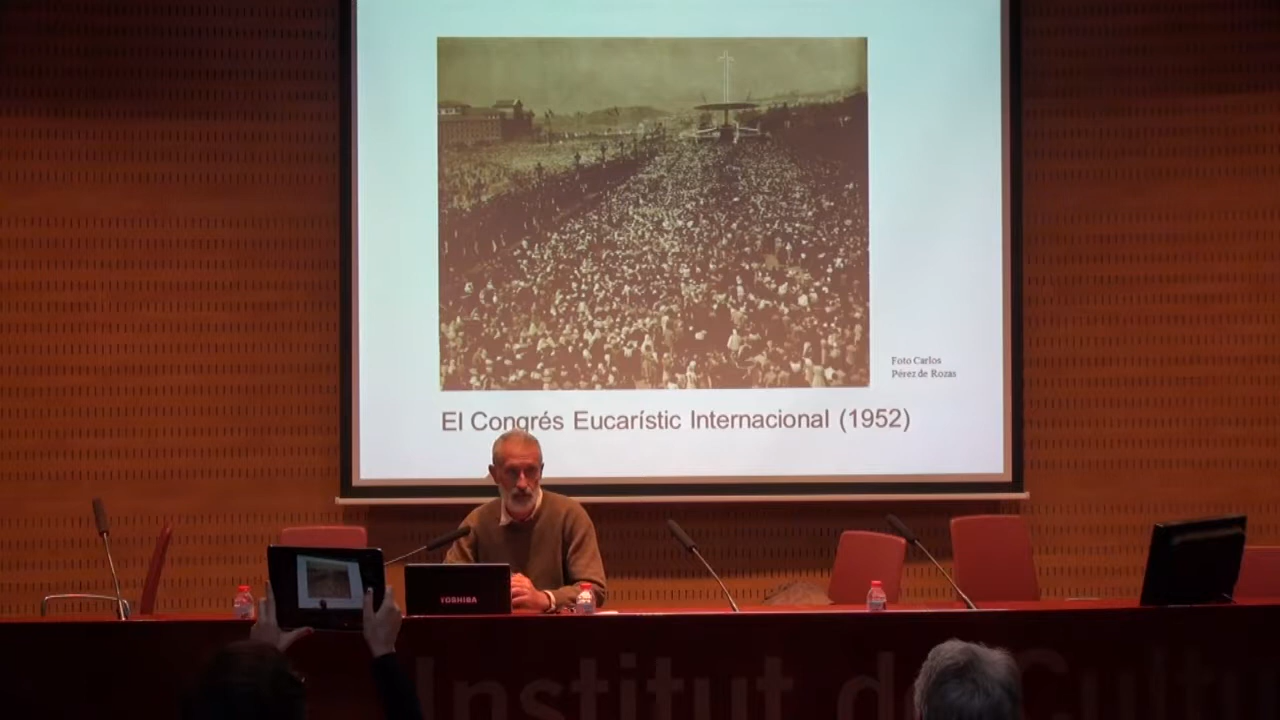 Foto Carlos
Pérez de Rozas
El Congrés Eucarístic Internacional (1952)
TOSHIBA
Institut de Cultu